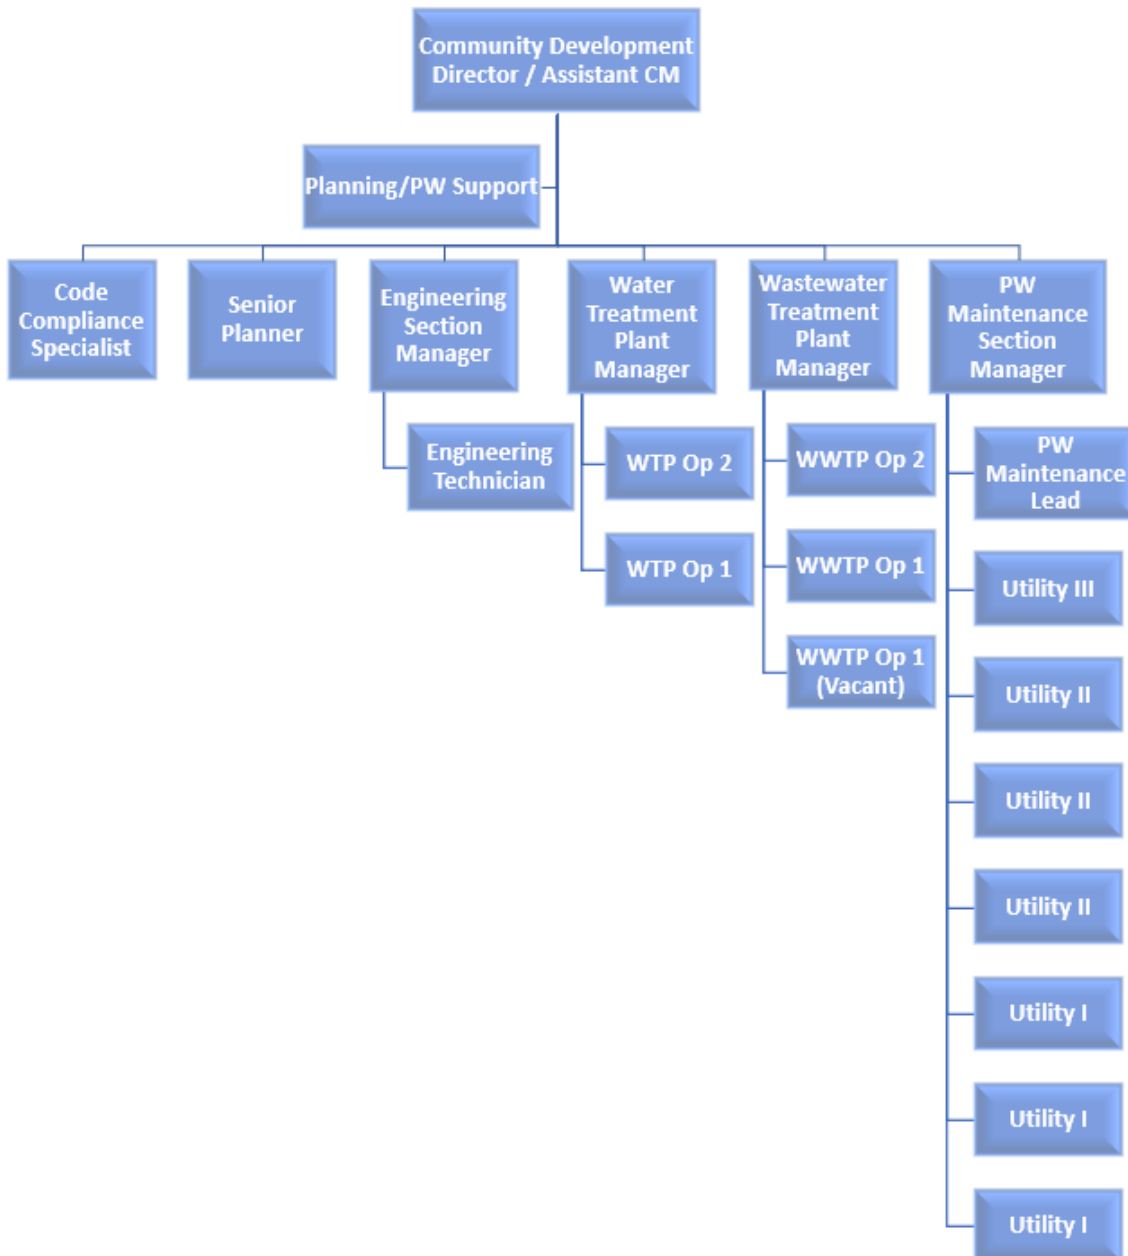 Community Development
Director / Assistant CM
Planning/PW Support
Code
Compliance
Specialist
Senior
Planner
Engineering
Section
Manager
Water
Treatment
Plant
Manager
Wastewater
Treatment
Plant
Manager
PW
Maintenance
Section
Manager
Engineering
Technician
WTP Op 2
WTP Op 1
WWTP Op 2
WWTP Op 1
WWTP Op 1
(Vacant)
PW
Maintenance
Lead
Utility III
Utility II
Utility II
Utility II
Utility I
Utility I
Utility I